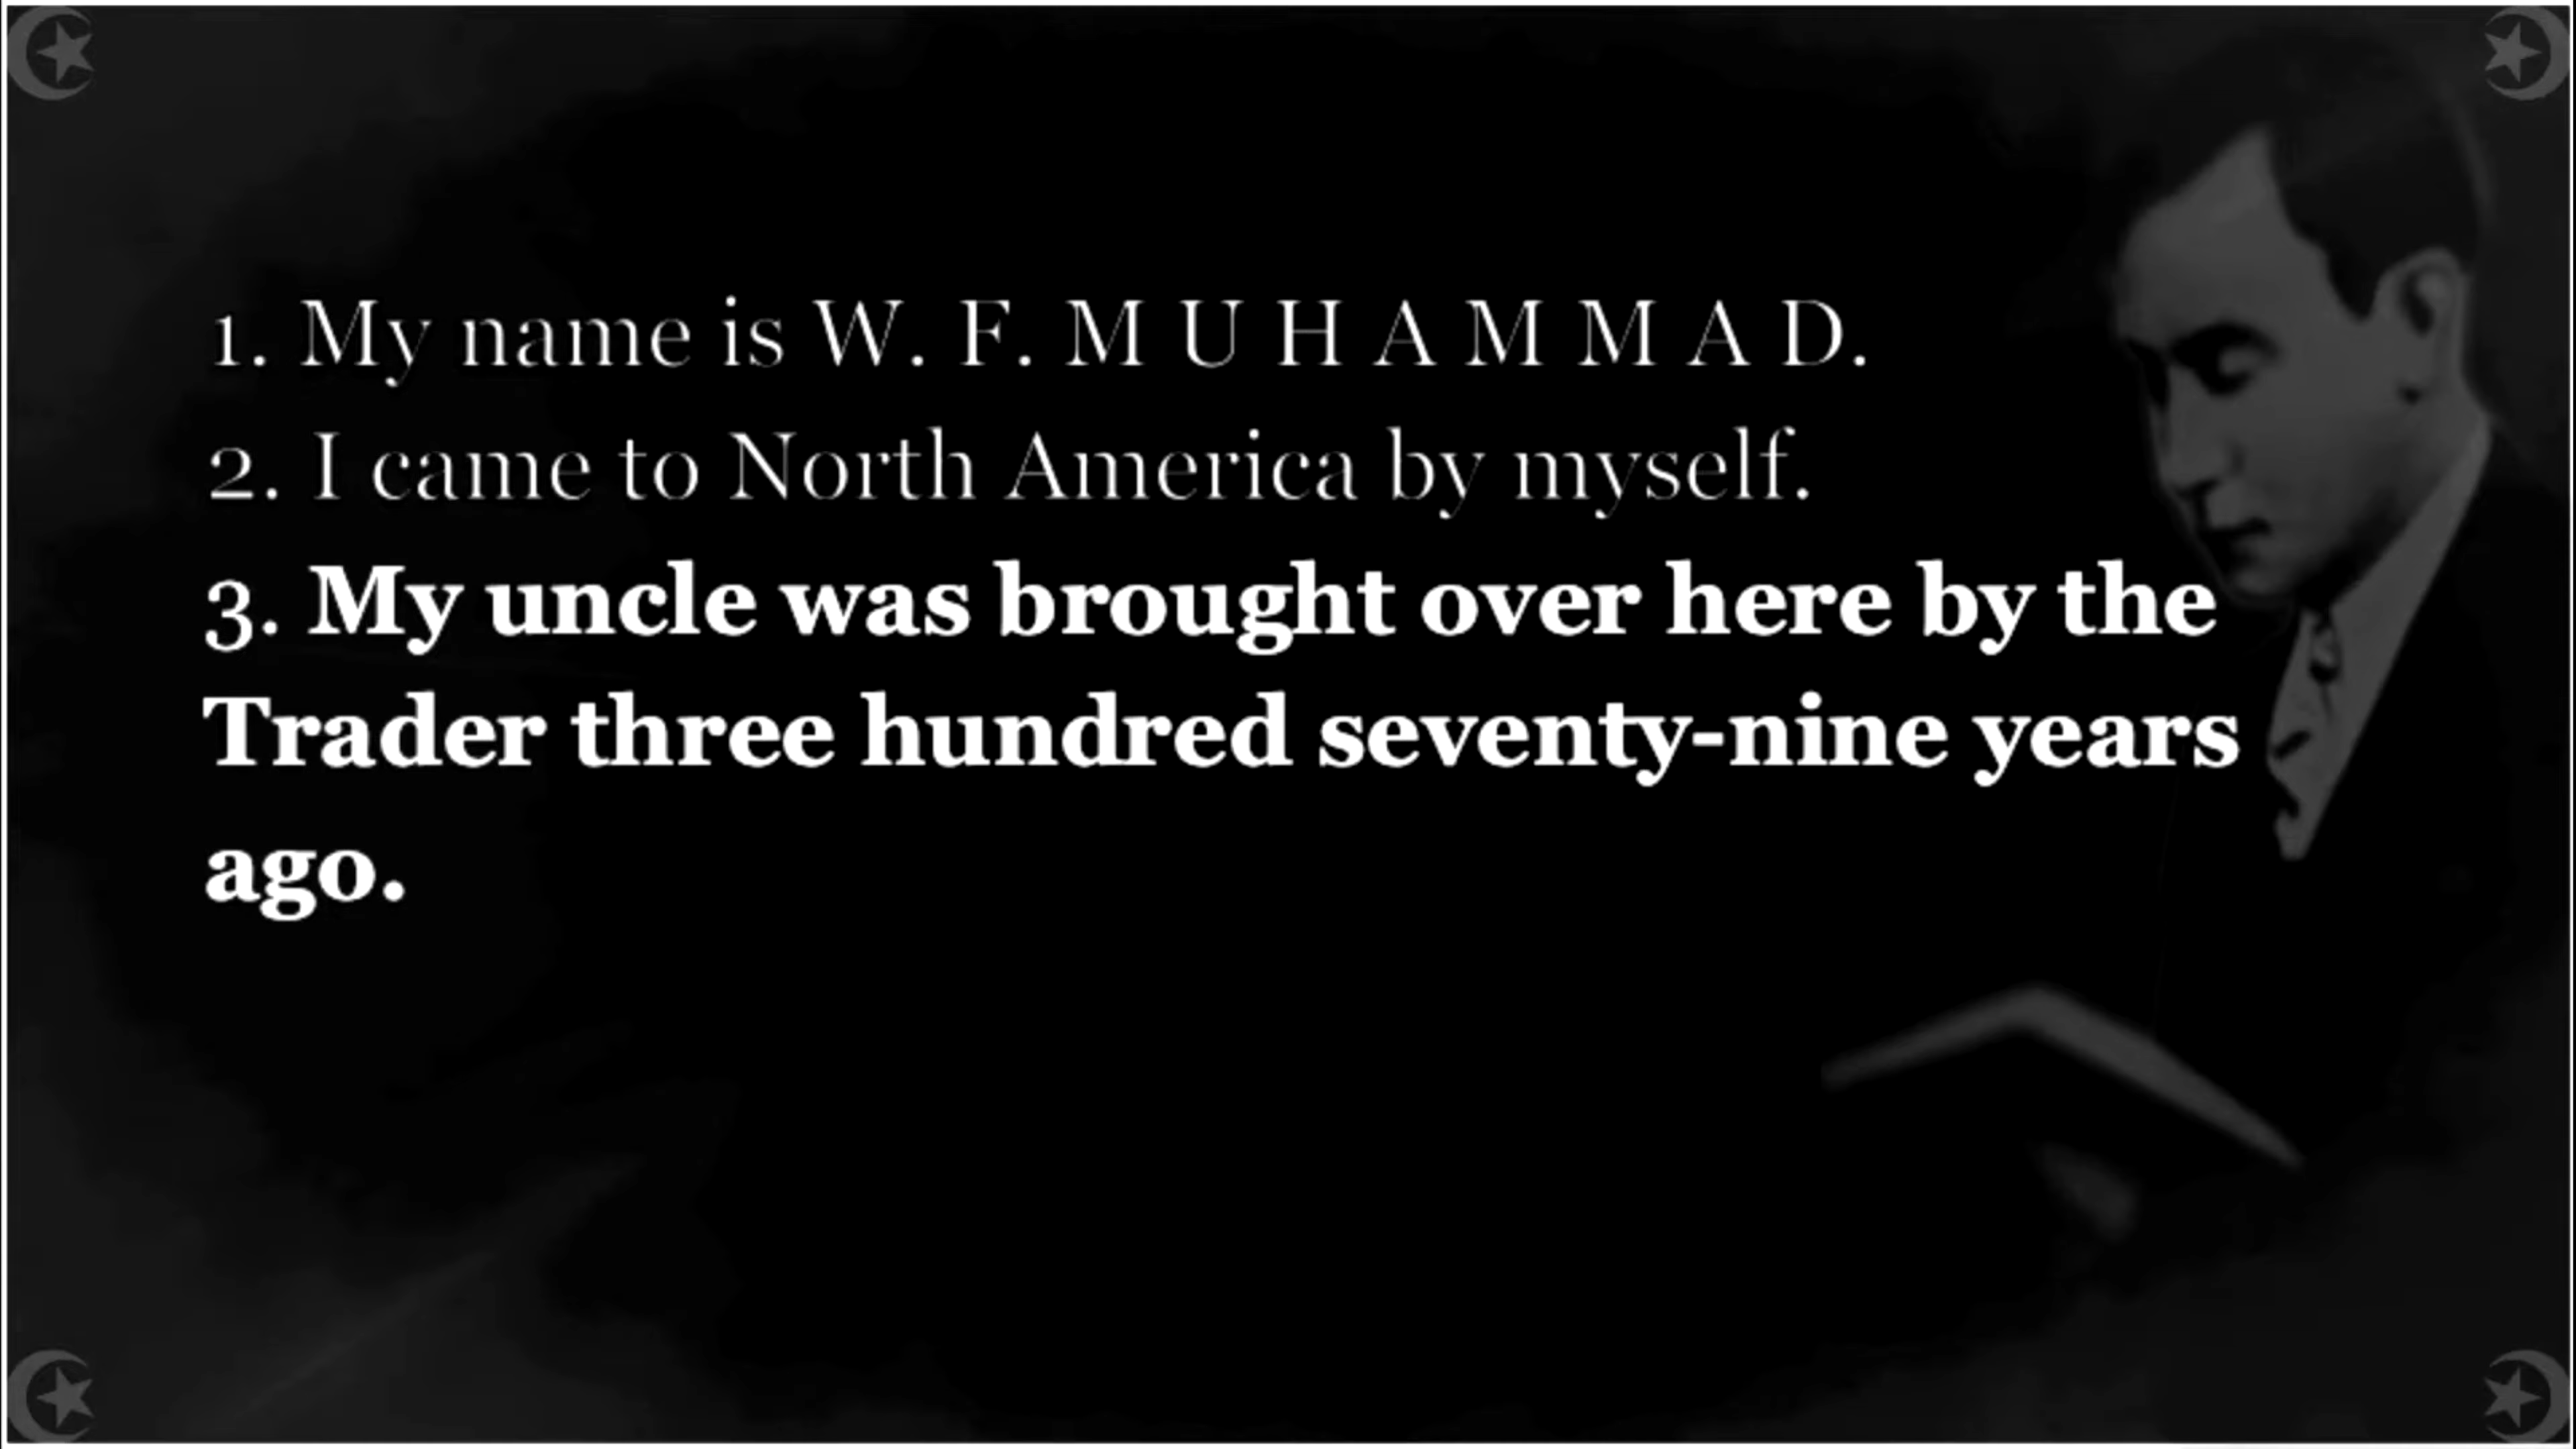 1. My name is W. F. M U H A M M A D.
2. I came to North America by myself.
3. My uncle was brought over here by the
Trader three hundred seventy-nine years
ago.